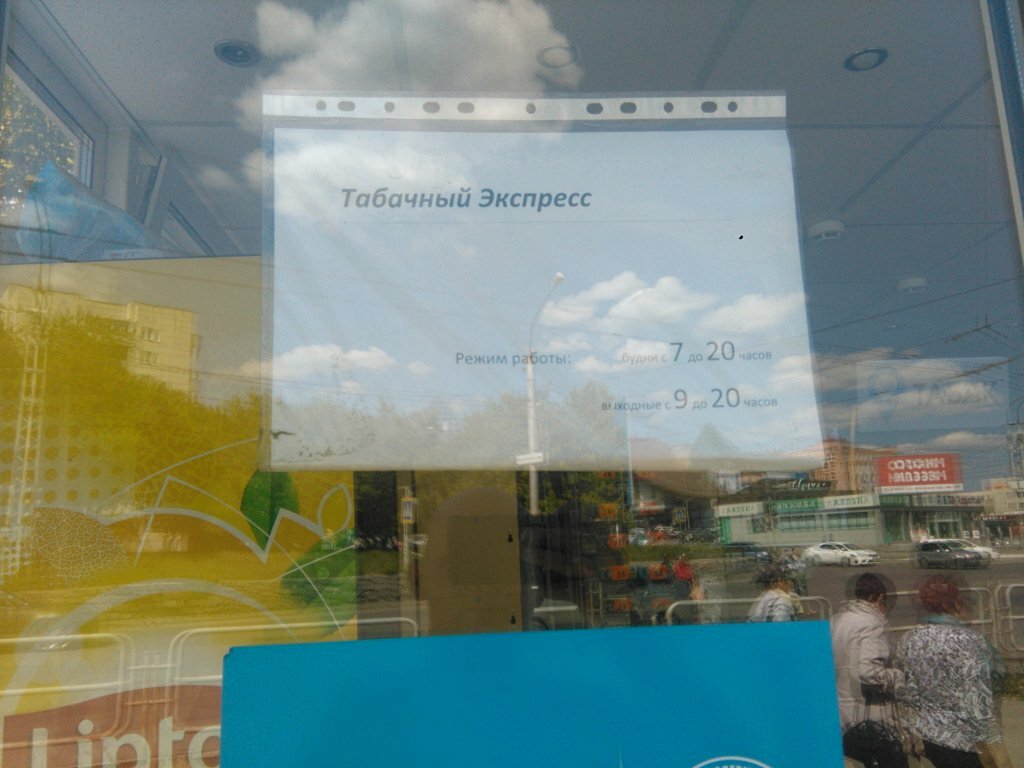 Табачный Экспресс
Режим работы: будни с 7 до 20 часов
выходные с 9 до 20 часов
Lipto